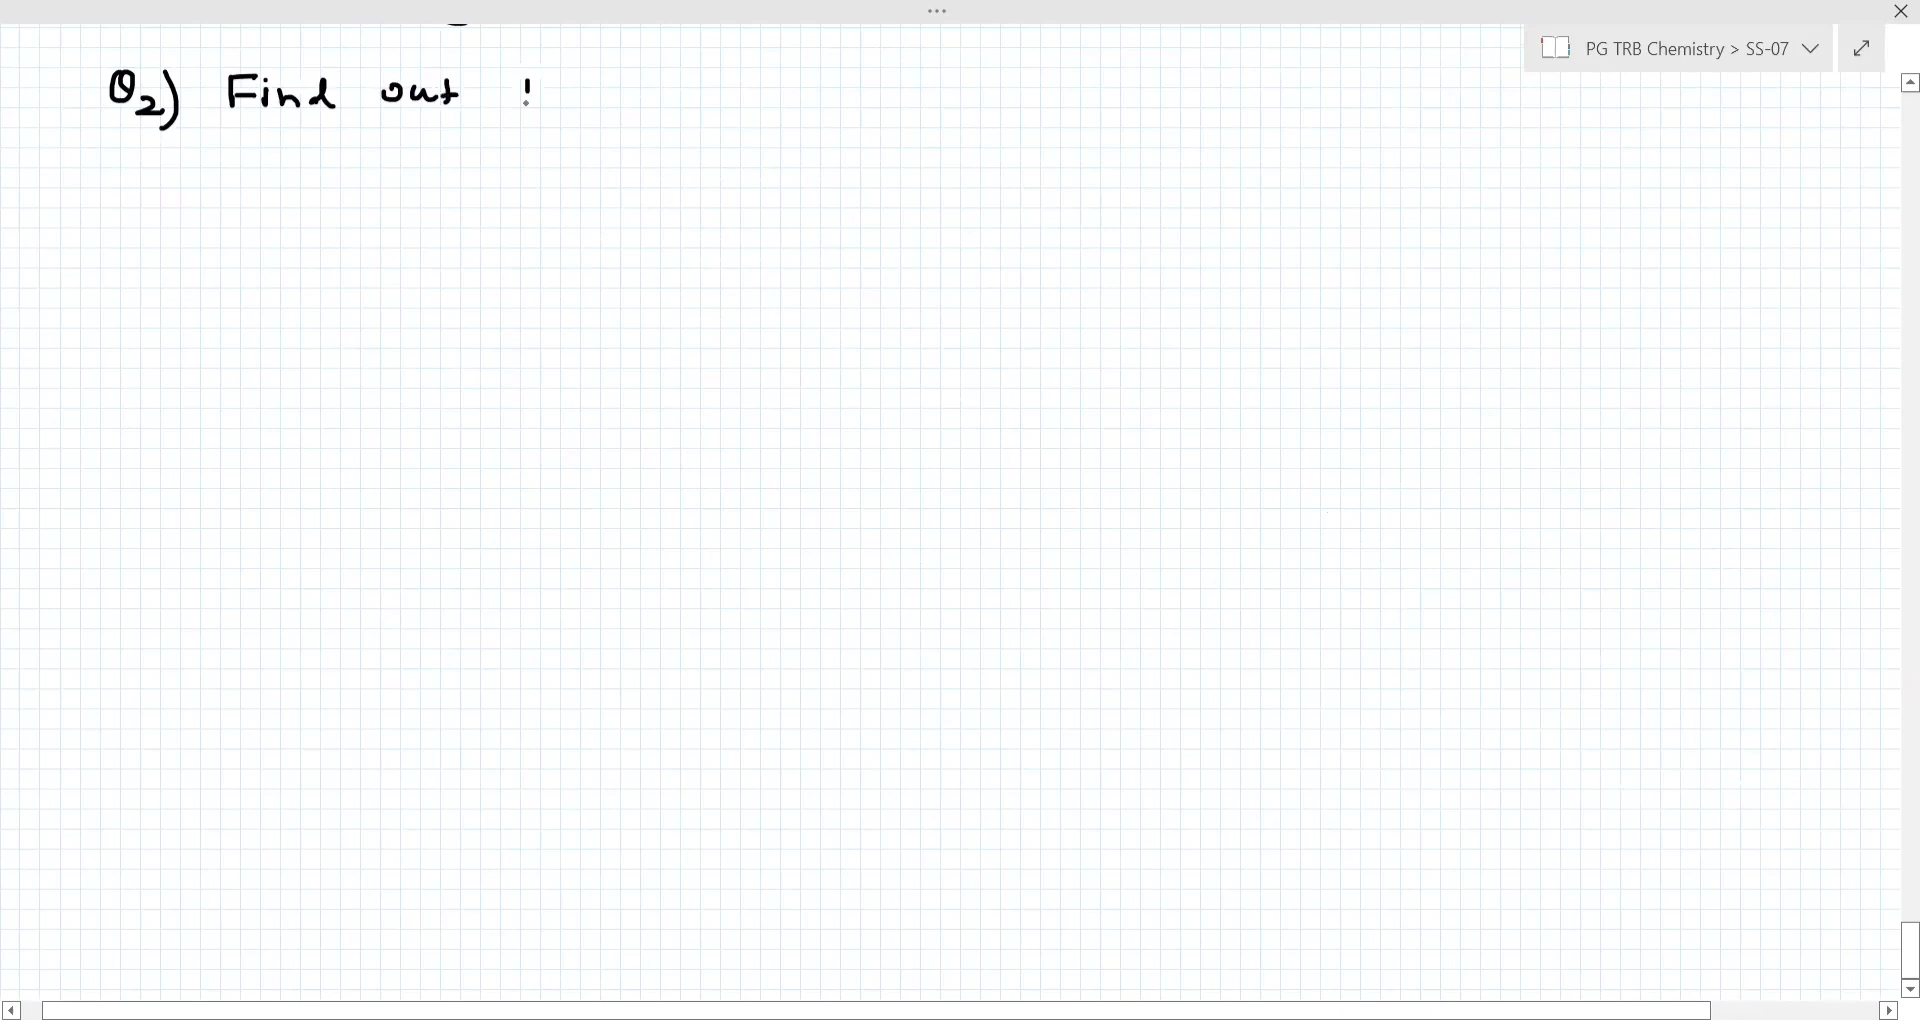 PG TRB Chemistry > SS-07
Q2) Find out